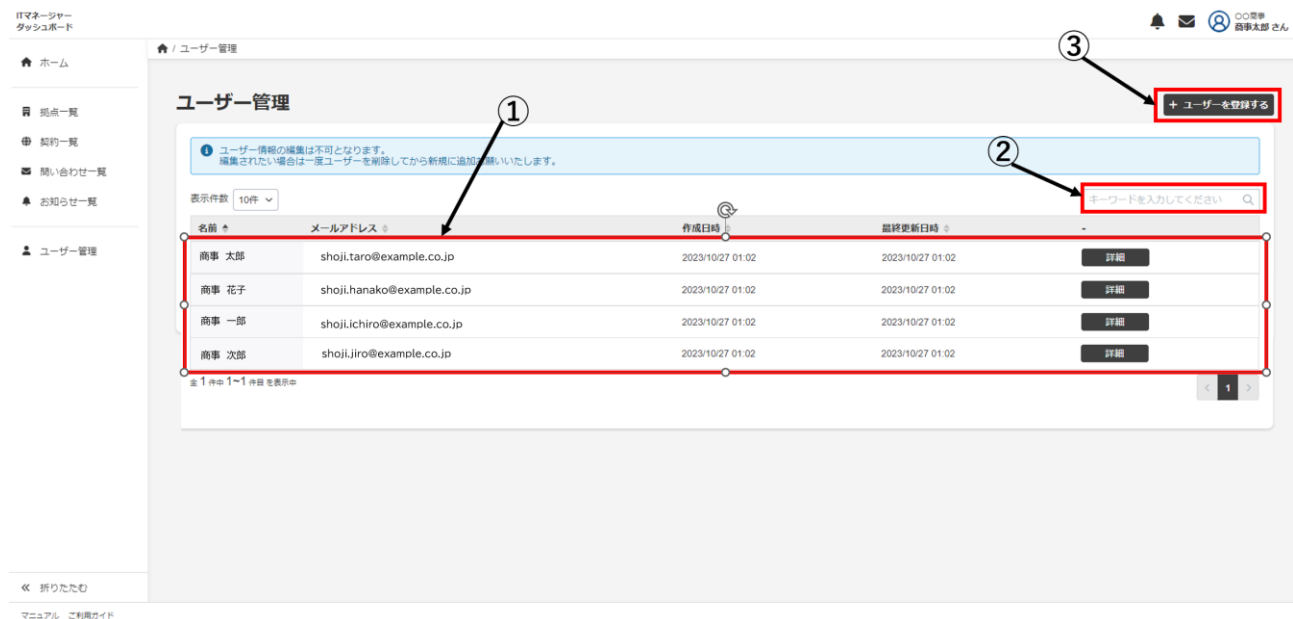 ITマネージャー
ダッシュボード
〇〇商事
商事太郎 さん
/ ユーザー管理
③
ホーム
ユーザー管理
①
+ ユーザーを登録する
拠点一覧
契約一覧
ユーザー情報の編集は不可となります。
編集されたい場合は一度ユーザーを削除してから新規に追加お願いいたします。
②
問い合わせ一覧
お知らせ一覧
表示件数 10件
キーワードを入力してください
名前 メールアドレス 作成日時 最終更新日時 -
ユーザー管理
商事 太郎 shoji.taro@example.co.jp 2023/10/27 01:02 2023/10/27 01:02 詳細
商事 花子 shoji.hanako@example.co.jp 2023/10/27 01:02 2023/10/27 01:02 詳細
商事 一郎 shoji.ichiro@example.co.jp 2023/10/27 01:02 2023/10/27 01:02 詳細
商事 次郎 shoji.jiro@example.co.jp 2023/10/27 01:02 2023/10/27 01:02 詳細
全 1 件中 1~1 件目 を表示中
< 1 >
« 折りたたむ
マニュアル ご利用ガイド